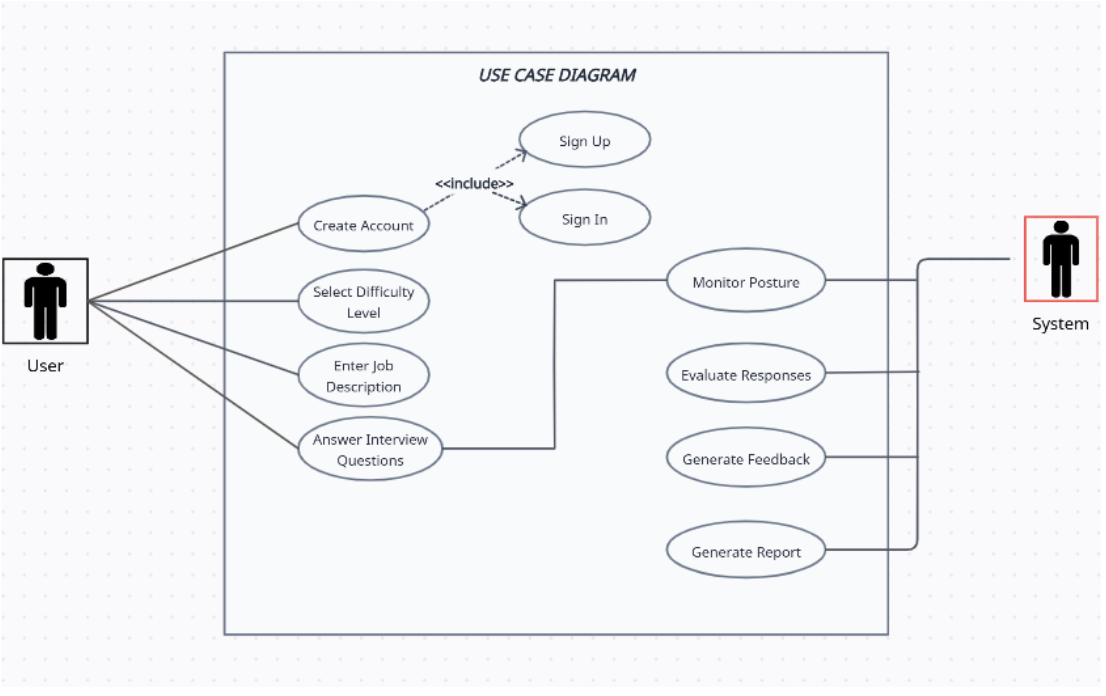 USE CASE DIAGRAM
Sign Up
<<include>>
Sign In
Create Account
Select Difficulty
Level
Enter Job
Description
Answer Interview
Questions
Monitor Posture
Evaluate Responses
Generate Feedback
Generate Report
User
System